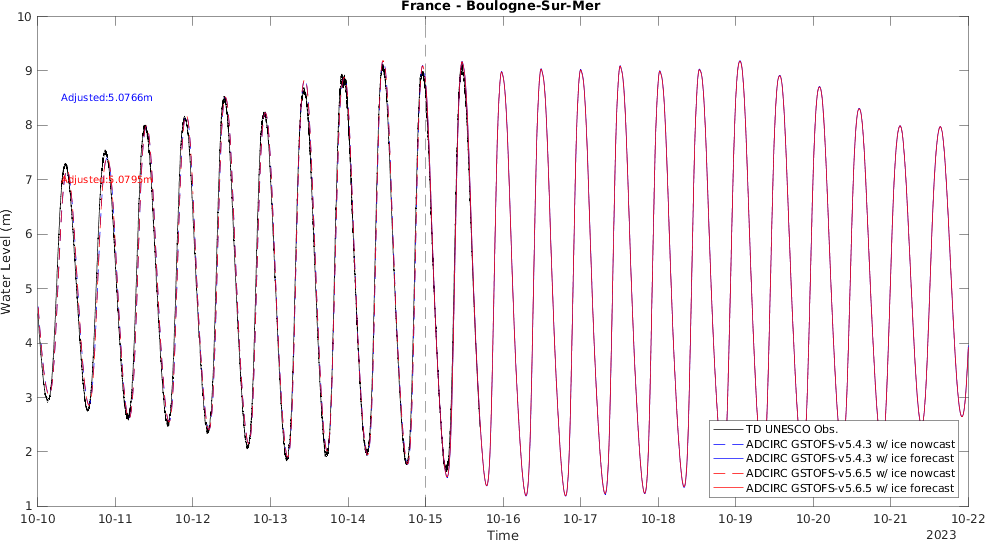 France - Boulogne-Sur-Mer
Water Level (m)
10
9
8
7
6
5
4
3
2
1
Adjusted:5.0766m
Adjusted:5.0795m
TD UNESCO Obs.
ADCIRC GSTOFS-v5.4.3 w/ ice nowcast
ADCIRC GSTOFS-v5.4.3 w/ ice forecast
ADCIRC GSTOFS-v5.6.5 w/ ice nowcast
ADCIRC GSTOFS-v5.6.5 w/ ice forecast
10-10 10-11 10-12 10-13 10-14 10-15 10-16 10-17 10-18 10-19 10-20 10-21 10-22
Time
2023